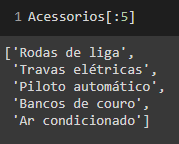 1 Acessorios[:5]
['Rodas de liga',
'Travas elétricas',
'Piloto automático',
'Bancos de couro',
'Ar condicionado']